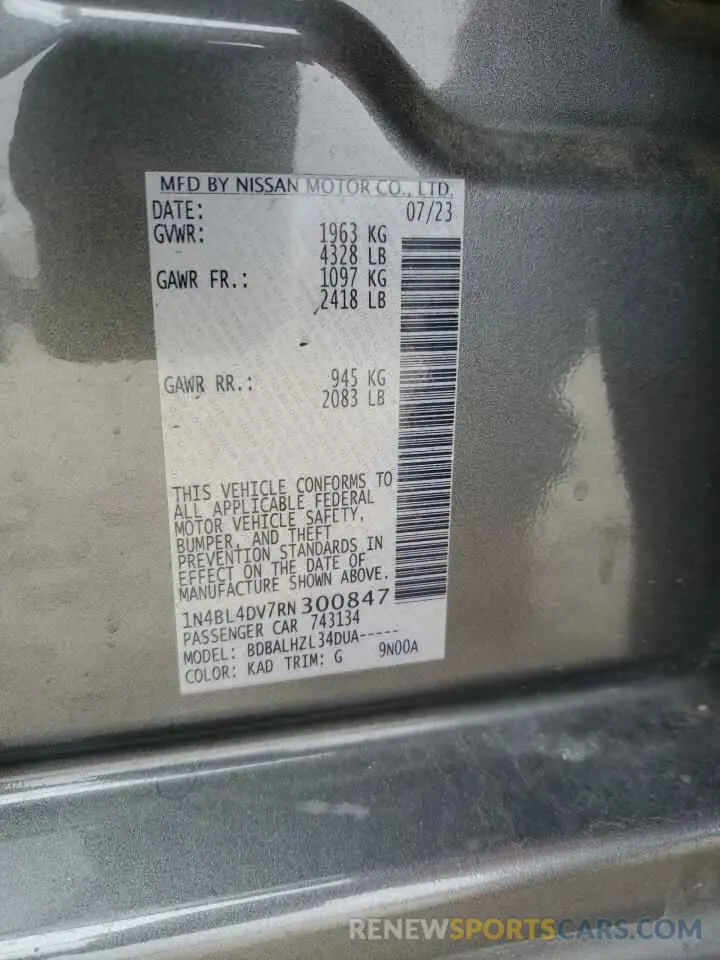 MFD BY NISSAN MOTOR CO., LTD.
DATE: 07/23
GVWR: 1963 KG
4328 LB
GAWR FR.: 1097 KG
2418 LB
GAWR RR.: 945 KG
2083 LB
THIS VEHICLE CONFORMS TO
ALL APPLICABLE FEDERAL
MOTOR VEHICLE SAFETY,
BUMPER, AND THEFT
PREVENTION STANDARDS IN
EFFECT ON THE DATE OF
MANUFACTURE SHOWN ABOVE.
1N4BL4DV7RN300847
PASSENGER CAR 743134
MODEL: BDBALHZL34DUA-----
COLOR: KAD TRIM: G 9N00A
RENEWSPORTSCARS.COM